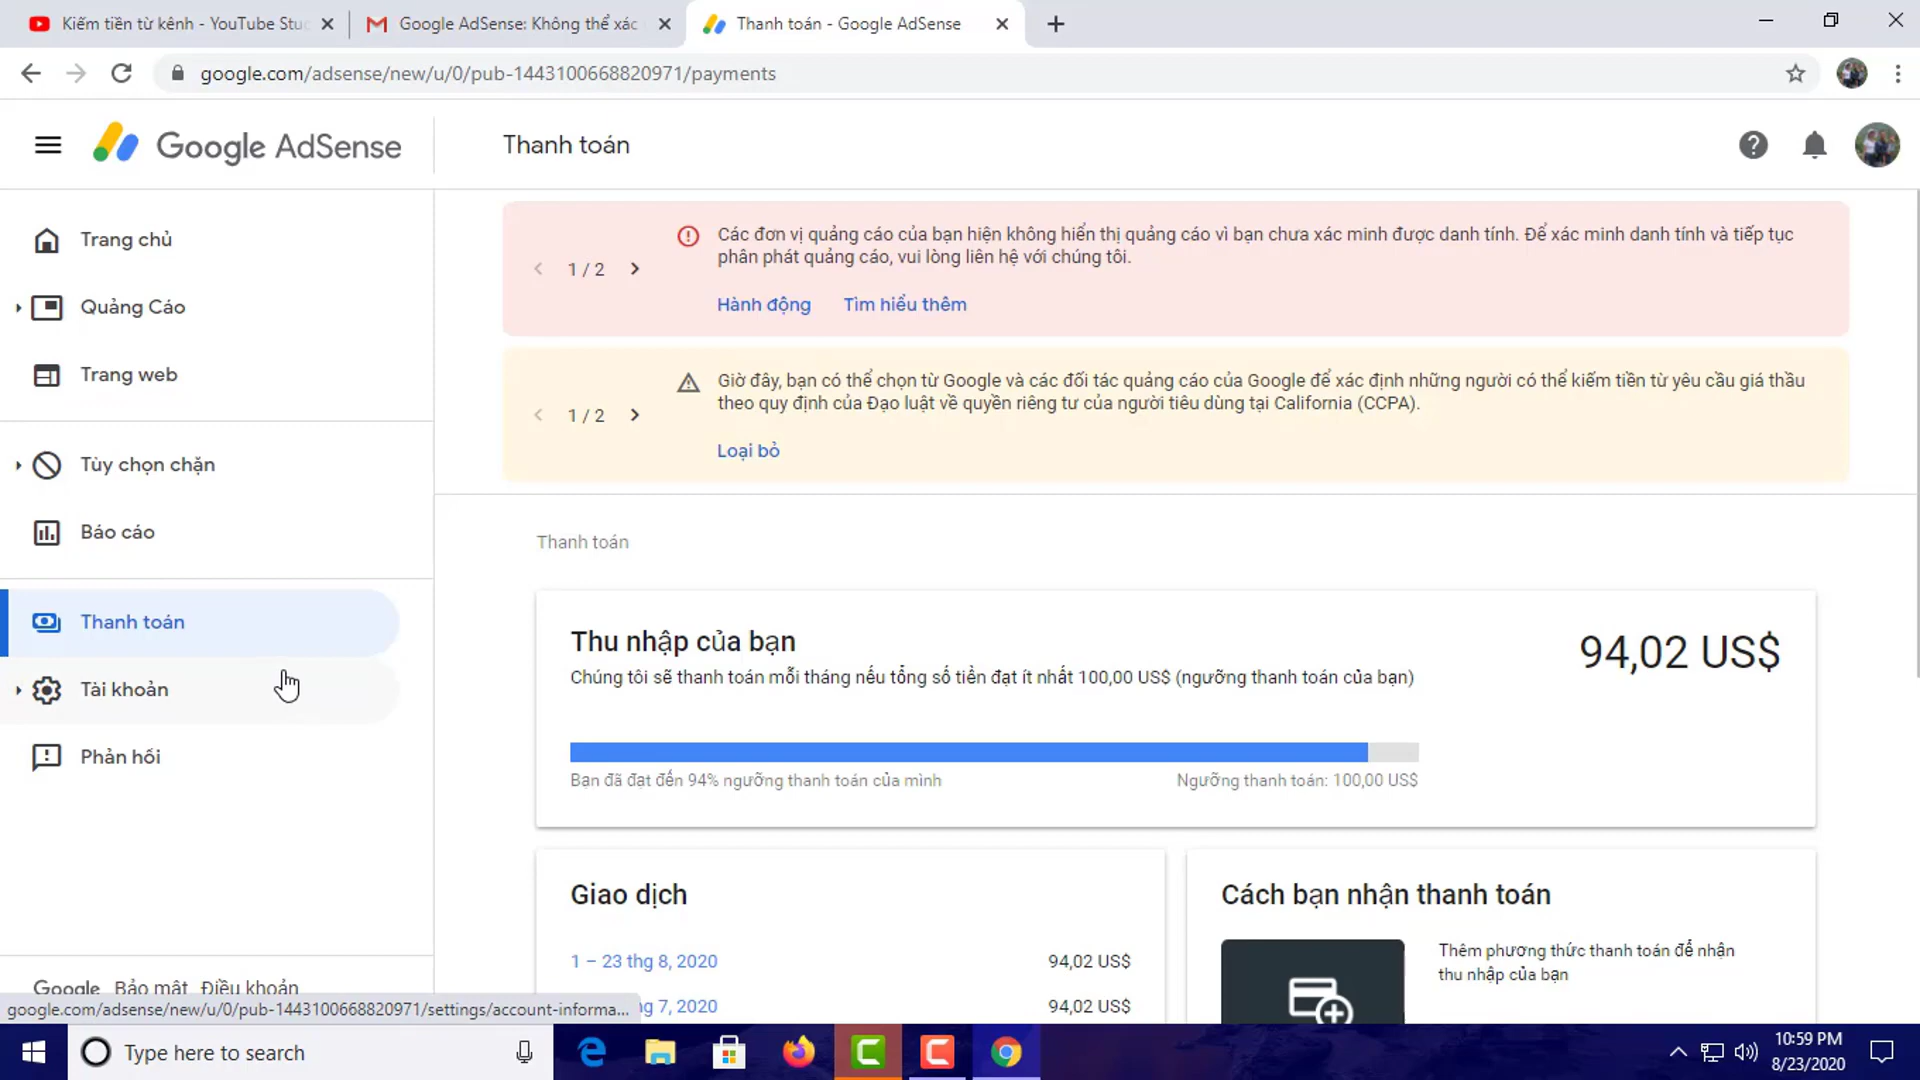 Kiếm tiền từ kênh - YouTube Stu
Google AdSense: Không thể xác
Thanh toán - Google AdSense
google.com/adsense/new/u/0/pub-1443100668820971/payments
Google AdSense
Thanh toán
Trang chủ
Quảng Cáo
Trang web
Tùy chọn chặn
Báo cáo
Thanh toán
Tài khoản
Phản hồi
1 / 2
Các đơn vị quảng cáo của bạn hiện không hiển thị quảng cáo vì bạn chưa xác minh được danh tính. Để xác minh danh tính và tiếp tục
phân phát quảng cáo, vui lòng liên hệ với chúng tôi.
Hành động Tìm hiểu thêm
1 / 2
Giờ đây, bạn có thể chọn từ Google và các đối tác quảng cáo của Google để xác định những người có thể kiếm tiền từ yêu cầu giá thầu
theo quy định của Đạo luật về quyền riêng tư của người tiêu dùng tại California (CCPA).
Loại bỏ
Thanh toán
Thu nhập của bạn
94,02 US$
Chúng tôi sẽ thanh toán mỗi tháng nếu tổng số tiền đạt ít nhất 100,00 US$ (ngưỡng thanh toán của bạn)
Bạn đã đạt đến 94% ngưỡng thanh toán của mình
Ngưỡng thanh toán: 100,00 US$
Giao dịch
1 – 23 thg 8, 2020 94,02 US$
ng 7, 2020 94,02 US$
Cách bạn nhận thanh toán
Thêm phương thức thanh toán để nhận
thu nhập của bạn
Google Bảo mật Điều khoản
google.com/adsense/new/u/0/pub-1443100668820971/settings/account-informa...
Type here to search
10:59 PM
8/23/2020